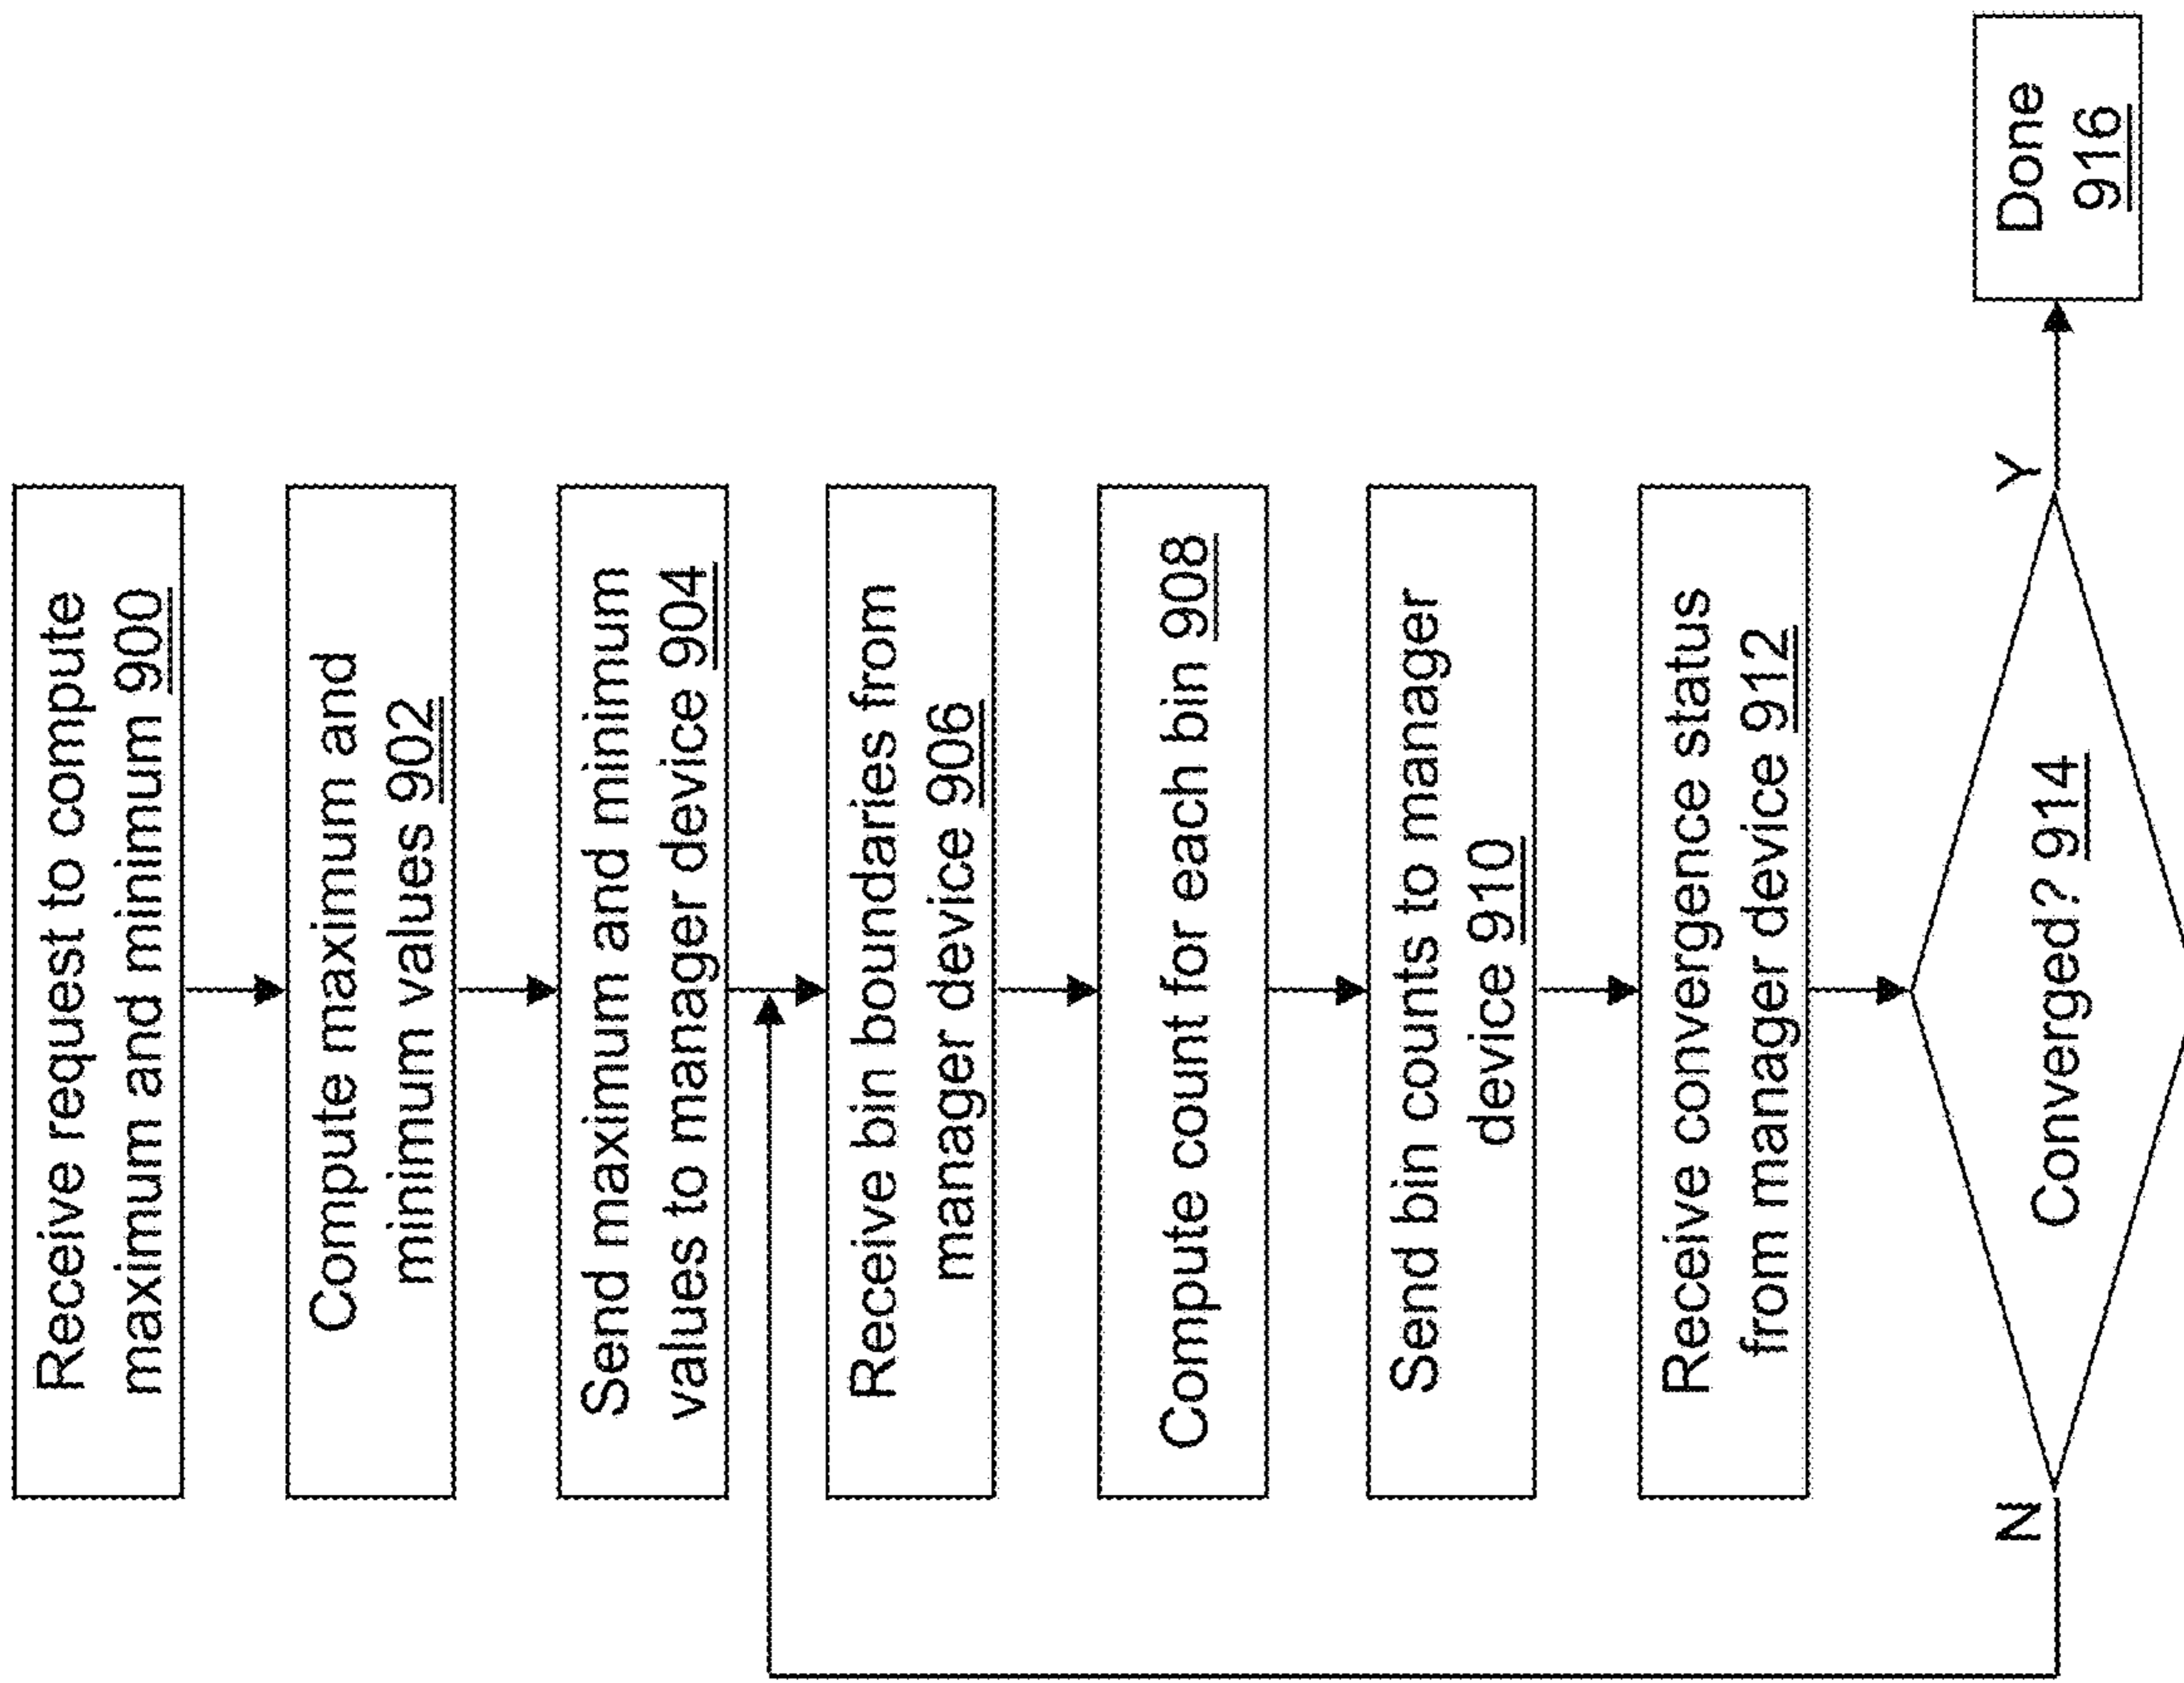 Receive request to compute
maximum and minimum 900
Compute maximum and
minimum values 902
Send maximum and minimum
values to manager device 904
Receive bin boundaries from
manager device 906
Compute count for each bin 908
Send bin counts to manager
device 910
Receive convergence status
from manager device 912
Converged? 914
N
Y
Done
916